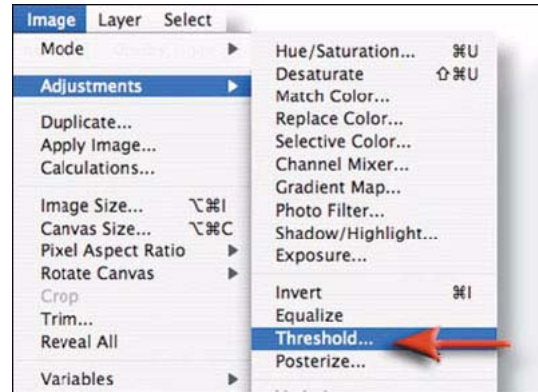 Image Layer Select
Mode
Adjustments
Duplicate...
Apply Image...
Calculations...
Image Size... ⌥⌘I
Canvas Size... ⌥⌘C
Pixel Aspect Ratio
Rotate Canvas
Crop
Trim...
Reveal All
Variables
Hue/Saturation... ⌘U
Desaturate ⇧⌘U
Match Color...
Replace Color...
Selective Color...
Channel Mixer...
Gradient Map...
Photo Filter...
Shadow/Highlight...
Exposure...
Invert ⌘I
Equalize
Threshold...
Posterize...